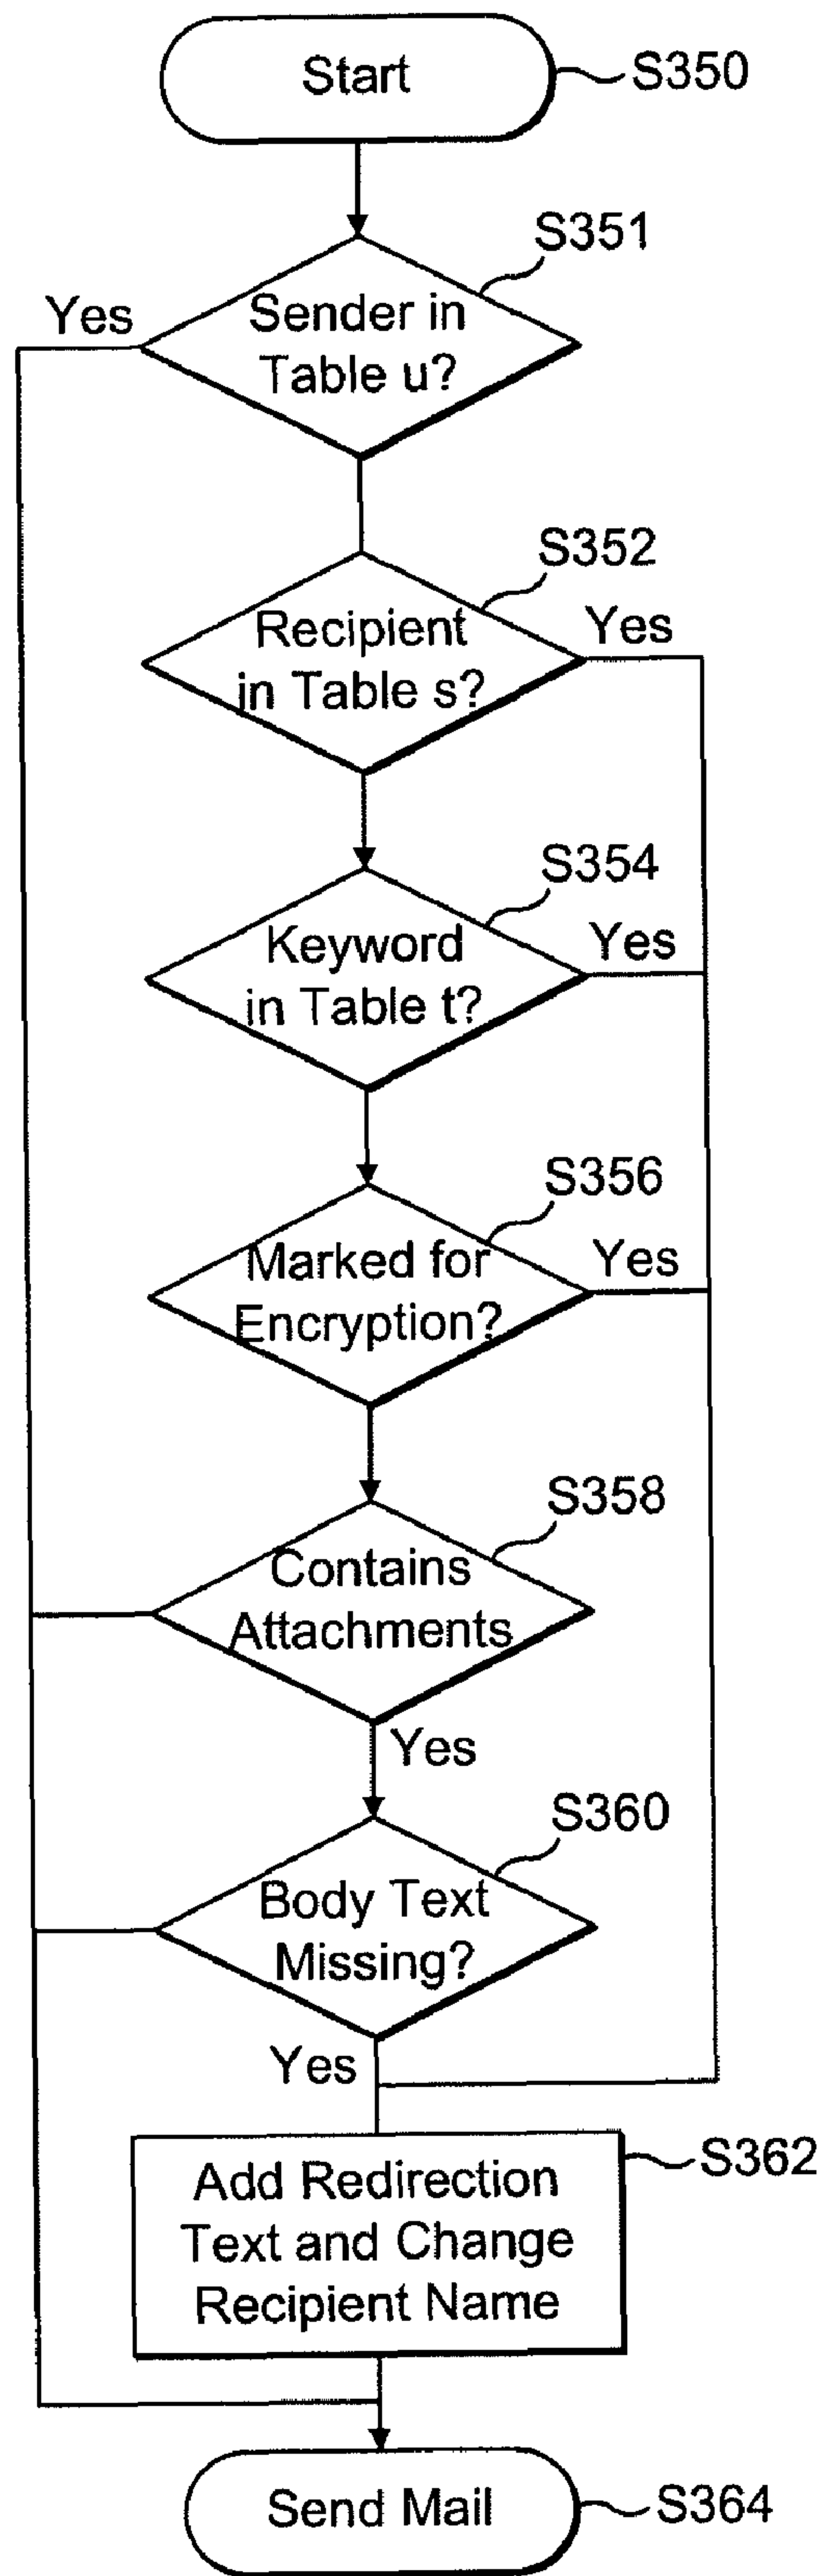 Start
S350
S351
Yes
Sender in
Table u?
S352
Recipient
in Table s?
Yes
S354
Keyword
in Table t?
Yes
S356
Marked for
Encryption?
Yes
S358
Contains
Attachments
Yes
S360
Body Text
Missing?
Yes
S362
Add Redirection
Text and Change
Recipient Name
Send Mail
S364